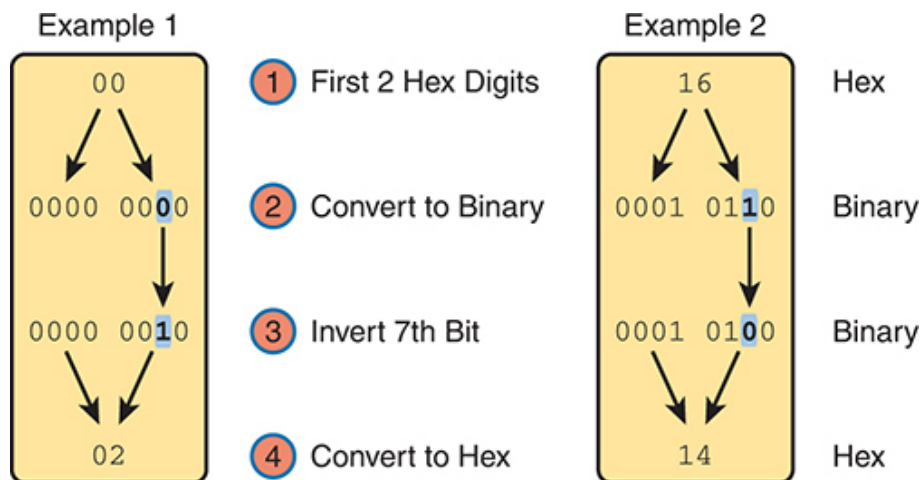 Example 1
Example 2
00
1 First 2 Hex Digits
16
Hex
0000 0000
2 Convert to Binary
0001 0110
Binary
0000 0010
3 Invert 7th Bit
0001 0100
Binary
02
4 Convert to Hex
14
Hex